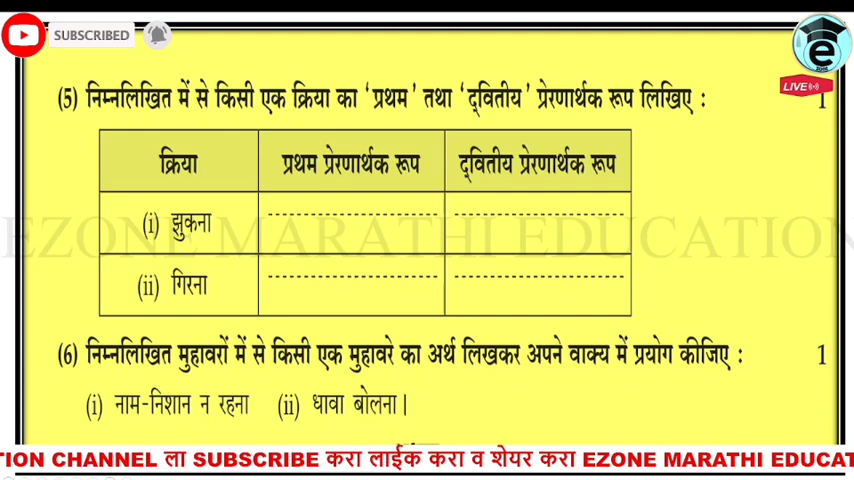 SUBSCRIBED
e
LIVE
(5) निम्नलिखित में से किसी एक क्रिया का ‘प्रथम’ तथा ‘द्‌वितीय’ प्रेरणार्थक रूप लिखिए : 1
क्रिया प्रथम प्रेरणार्थक रूप द्‌वितीय प्रेरणार्थक रूप
(i) झुकना
EZONE MARATHI EDUCATION
(ii) गिरना
(6) निम्नलिखित मुहावरों में से किसी एक मुहावरे का अर्थ लिखकर अपने वाक्य में प्रयोग कीजिए : 1
(i) नाम-निशान न रहना (ii) धावा बोलना।
TION CHANNEL ला SUBSCRIBE करा लाईक करा व शेयर करा EZONE MARATHI EDUCAT